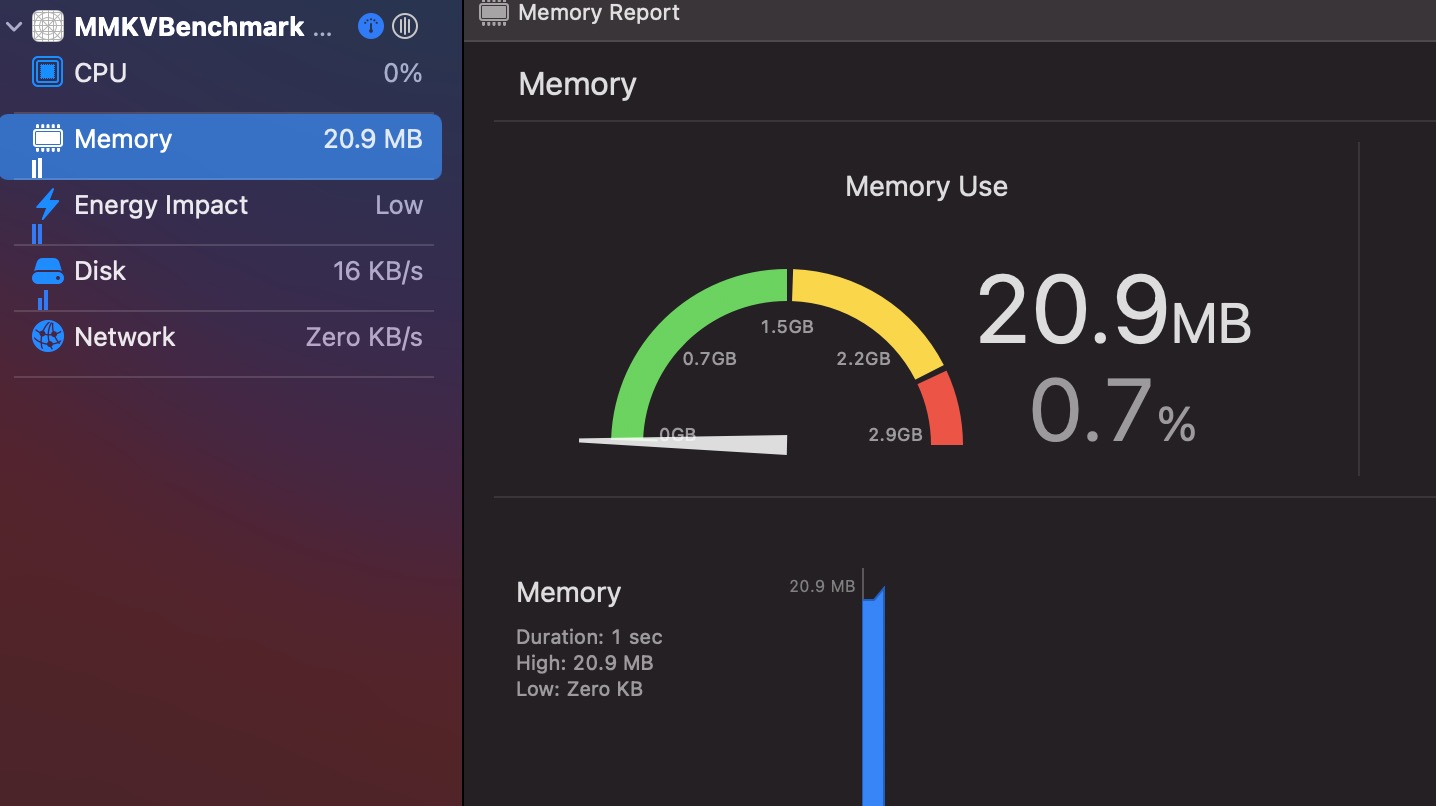 MMKVBenchmark ...
CPU 0%
Memory 20.9 MB
Energy Impact Low
Disk 16 KB/s
Network Zero KB/s
Memory Report
Memory
Memory Use
0GB
0.7GB
1.5GB
2.2GB
2.9GB
20.9MB
0.7%
Memory
Duration: 1 sec
High: 20.9 MB
Low: Zero KB
20.9 MB